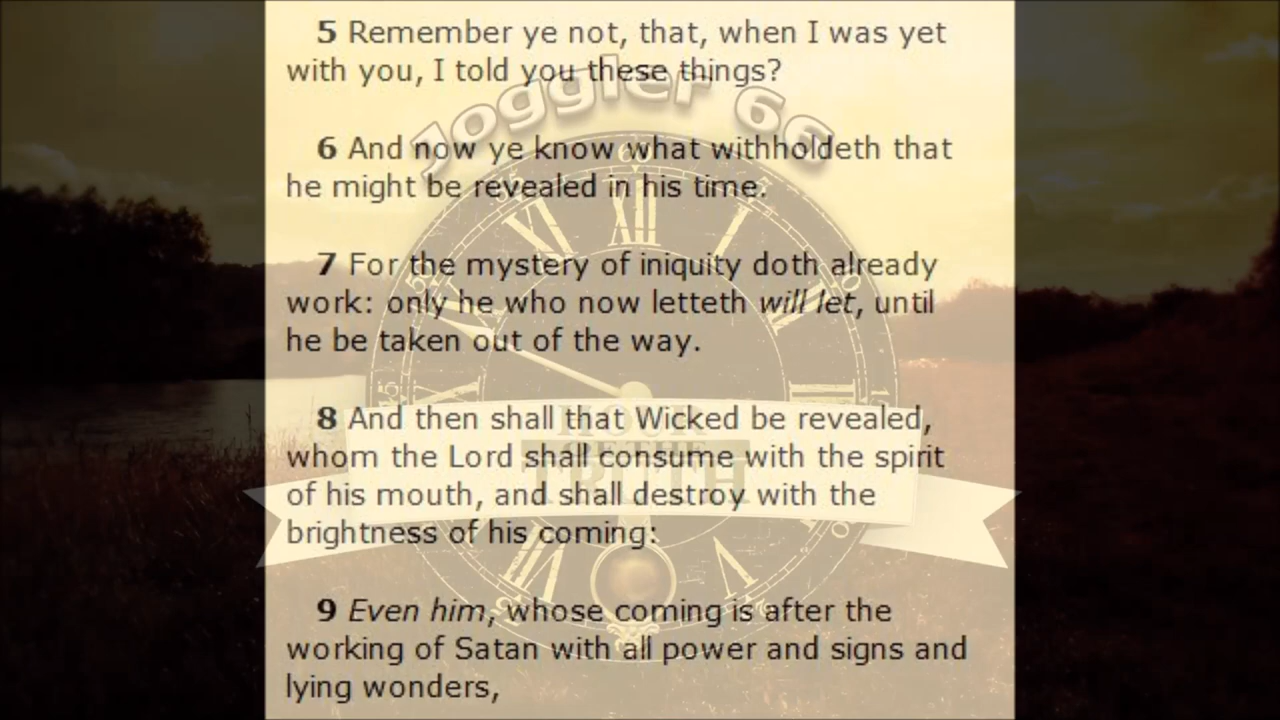 Joggler 66
5 Remember ye not, that, when I was yet
with you, I told you these things?
6 And now ye know what withholdeth that
he might be revealed in his time.
7 For the mystery of iniquity doth already
work: only he who now letteth will let, until
he be taken out of the way.
8 And then shall that Wicked be revealed,
whom the Lord shall consume with the spirit
of his mouth, and shall destroy with the
brightness of his coming:
9 Even him, whose coming is after the
working of Satan with all power and signs and
lying wonders,
HOUR
OF THE
TRUTH